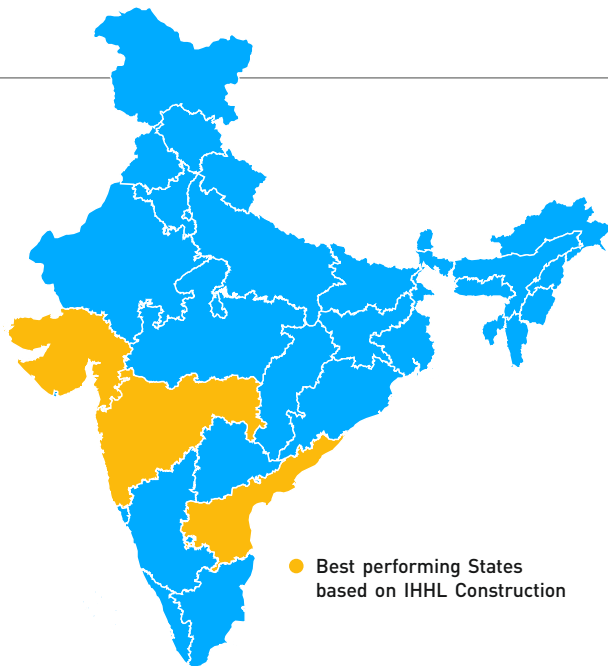 Best performing States
based on IHHL Construction